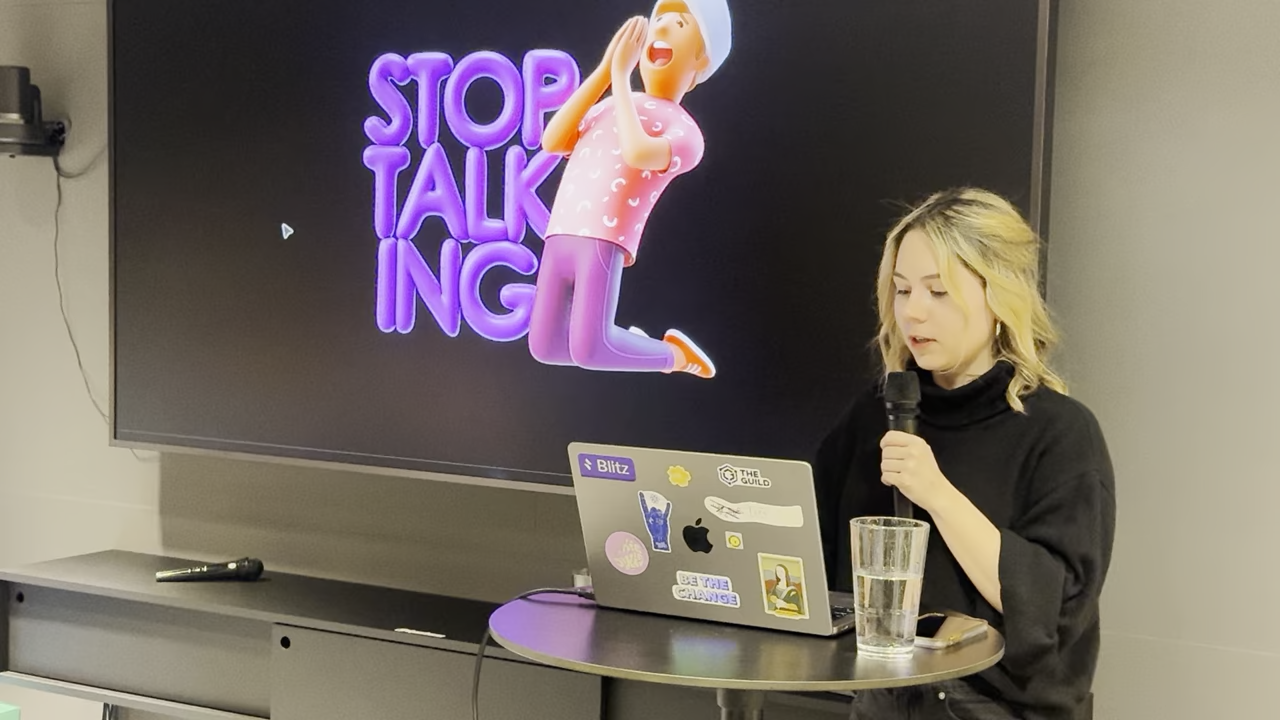 STOP
TALK
ING
Blitz
THE
GUILD
BE THE
CHANGE